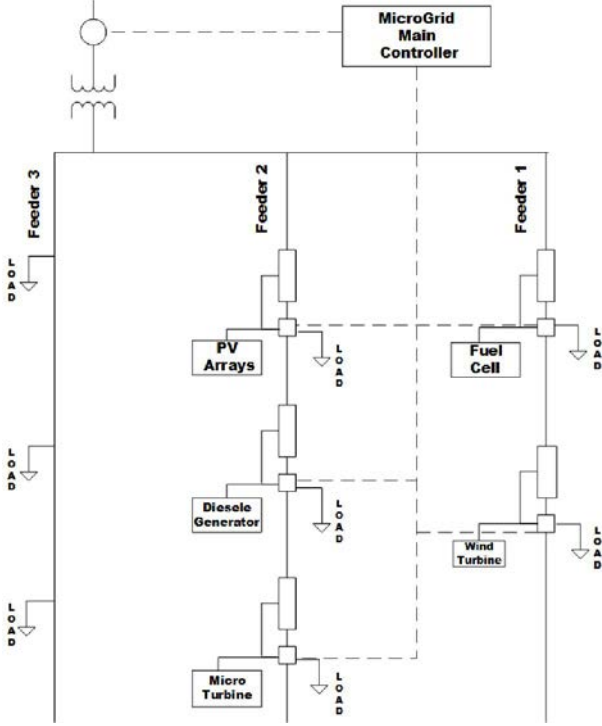 MicroGrid
Main
Controller
Feeder 3
Feeder 2
Feeder 1
LOAD
PV
Arrays
LOAD
Fuel
Cell
LOAD
LOAD
Diesele
Generator
LOAD
Wind
Turbine
LOAD
LOAD
Micro
Turbine
LOAD